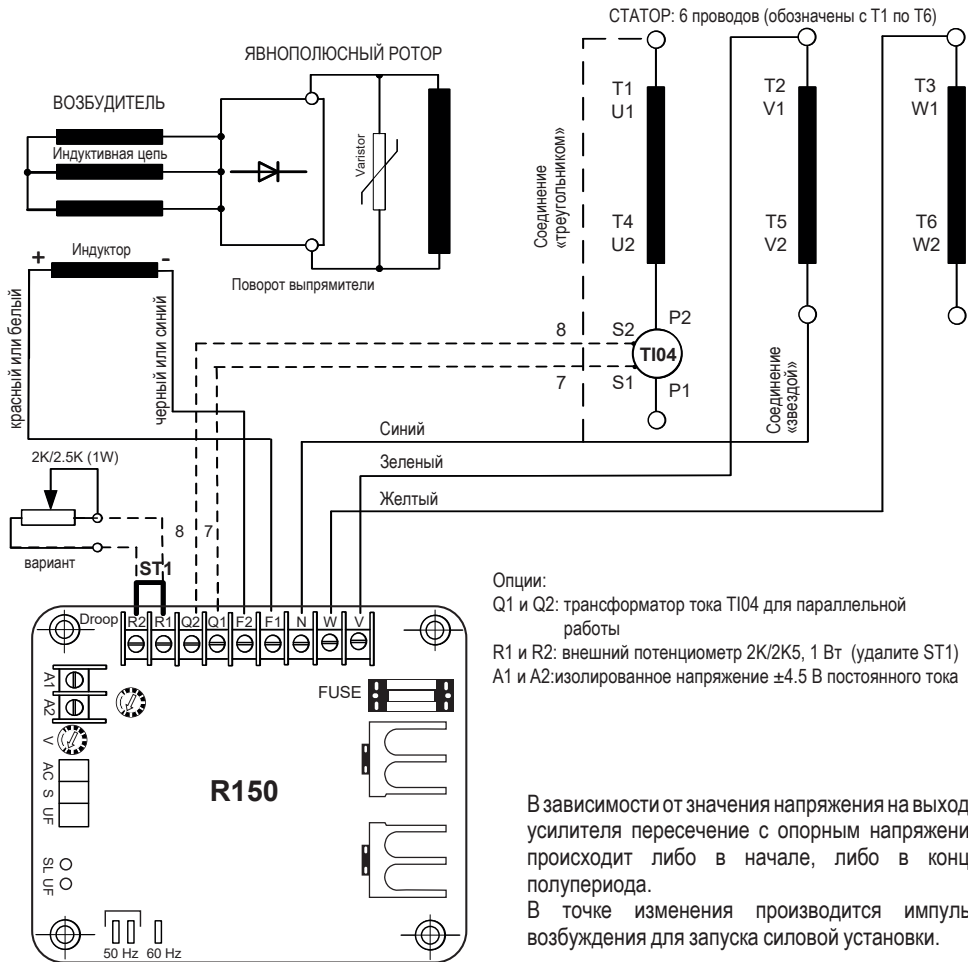 СТАТОР: 6 проводов (обозначены с T1 по T6)
ЯВНОПОЛЮСНЫЙ РОТОР
ВОЗБУДИТЕЛЬ
Индуктивная цепь
Varistor
Соединение
«треугольником»
T1
U1
T2
V1
T3
W1
T4
U2
T5
V2
T6
W2
+
Индуктор
-
Поворот выпрямители
красный или белый
черный или синий
8
S2
P2
TI04
7
S1
P1
Соединение
«звездой»
Синий
Зеленый
Желтый
2K/2.5K (1W)
8
7
вариант
ST1
Droop
R2
R1
Q2
Q1
F2
F1
N
W
V
Опции:
Q1 и Q2: трансформатор тока TI04 для параллельной
работы
R1 и R2: внешний потенциометр 2K/2K5, 1 Вт (удалите ST1)
A1 и A2:изолированное напряжение ±4.5 В постоянного тока
A1
A2
FUSE
V
AC
S
UF
R150
SL
UF
50 Hz
60 Hz
В зависимости от значения напряжения на выход
усилителя пересечение с опорным напряжени
происходит либо в начале, либо в конц
полупериода.
В точке изменения производится импуль
возбуждения для запуска силовой установки.